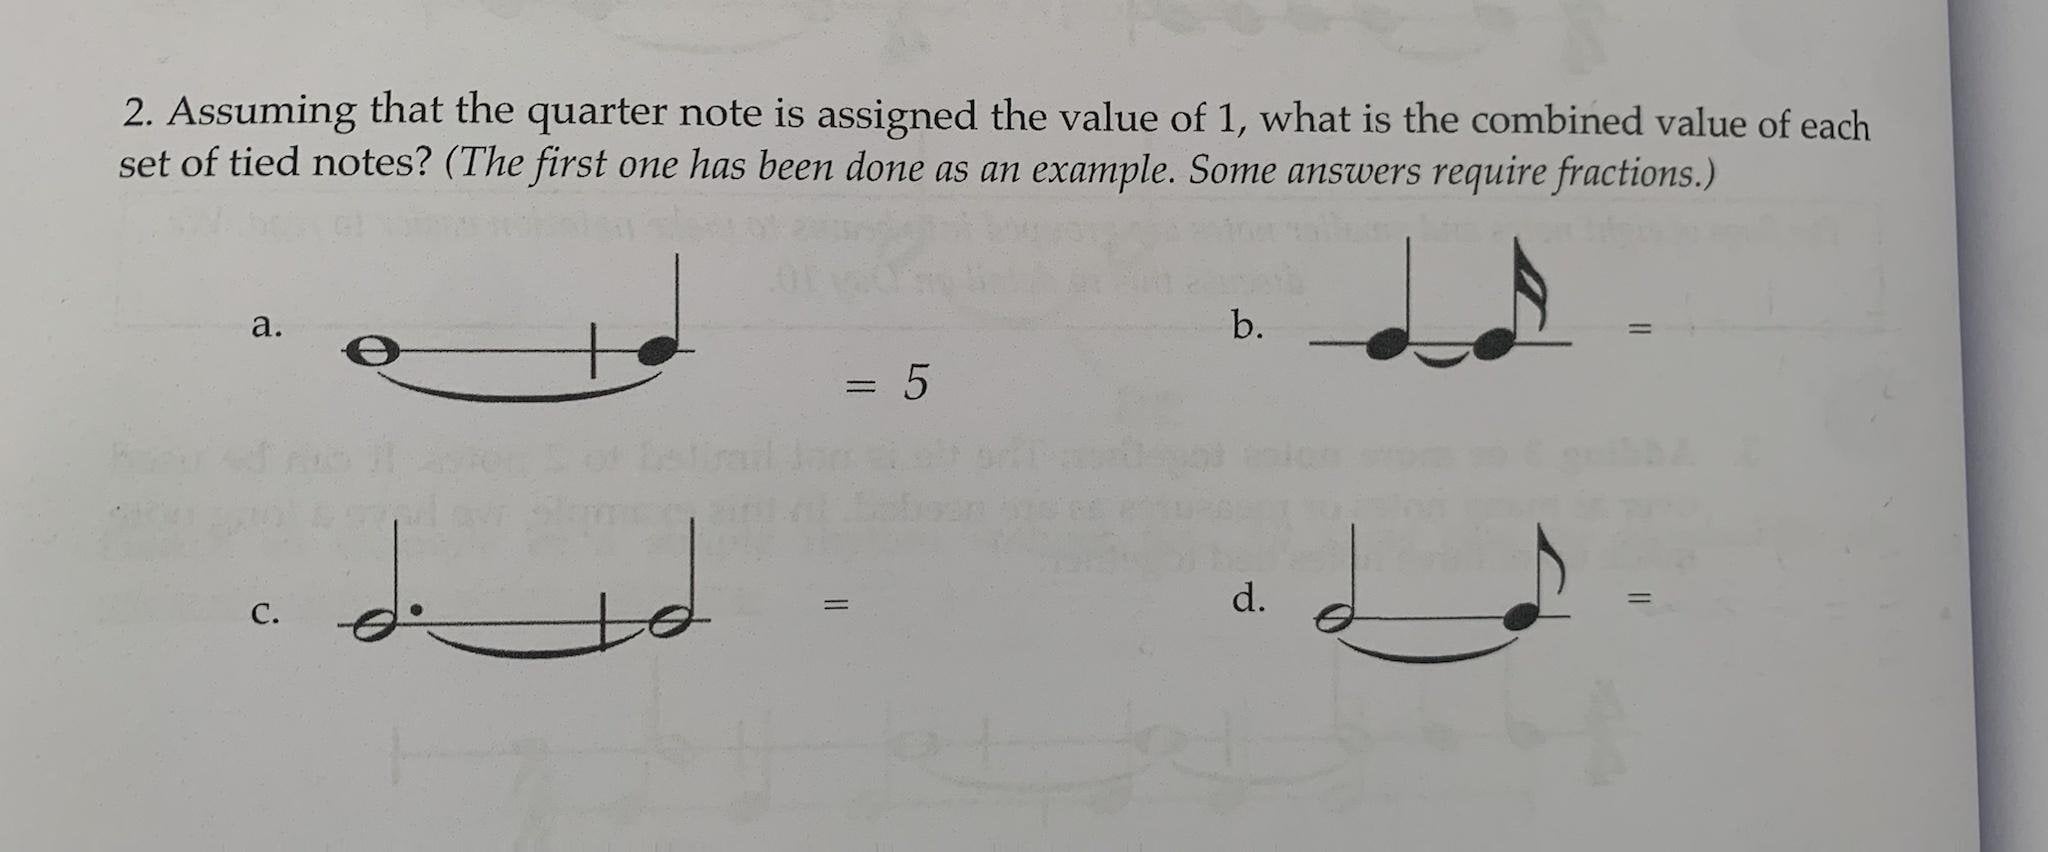 2. Assuming that the quarter note is assigned the value of 1, what is the combined value of each
set of tied notes? (The first one has been done as an example. Some answers require fractions.)
a.
= 5
b.
=
c.
=
d.
=